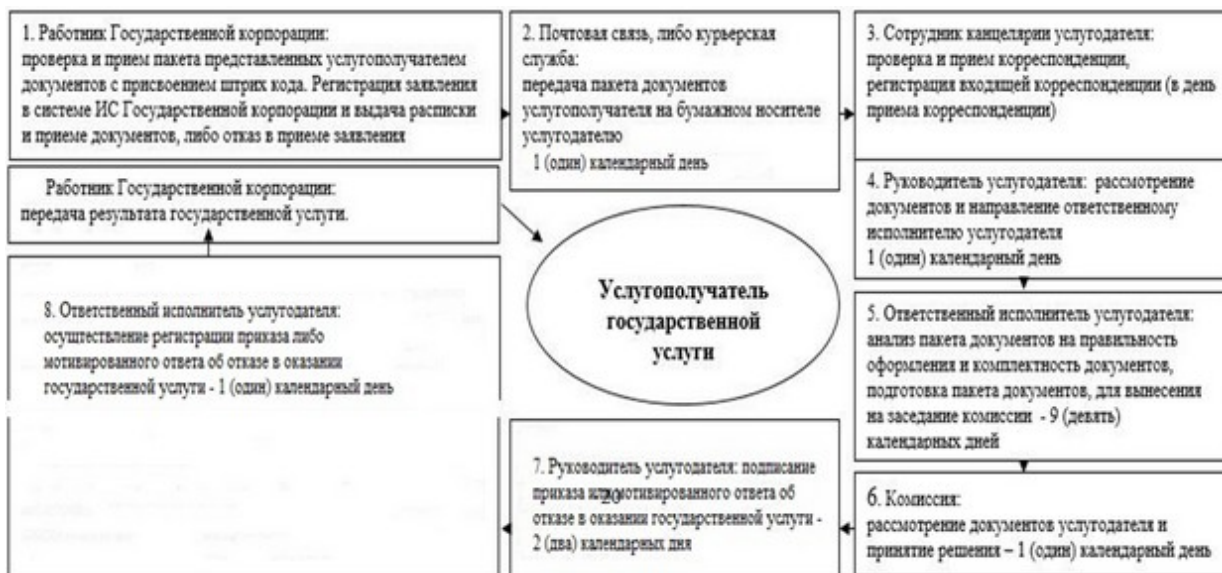 1. Работник Государственной корпорации:
проверка и прием пакета представленных услугополучателем
документов с присвоением штрих кода. Регистрация заявления
в системе ИС Государственной корпорации и выдача расписки
и приеме документов, либо отказ в приеме заявления
2. Почтовая связь, либо курьерская
служба:
передача пакета документов
услугополучателя на бумажном носителе
услугодателю
1 (один) календарный день
3. Сотрудник канцелярии услугодателя:
проверка и прием корреспонденции,
регистрация входящей корреспонденции (в день
приема корреспонденции)
4. Руководитель услугодателя: рассмотрение
документов и направление ответственному
исполнителю услугодателя
1 (один) календарный день
5. Ответственный исполнитель услугодателя:
анализ пакета документов на правильность
оформления и комплектность документов,
подготовка пакета документов, для вынесения
на заседание комиссии - 9 (девять)
календарных дней
6. Комиссия:
рассмотрение документов услугодателя и
принятие решения – 1 (один) календарный день
7. Руководитель услугодателя: подписание
приказа или мотивированного ответа об
отказе в оказании государственной услуги -
2 (два) календарных дня
20
8. Ответственный исполнитель услугодателя:
осуществление регистрации приказа либо
мотивированного ответа об отказе в оказании
государственной услуги - 1 (один) календарный день
Работник Государственной корпорации:
передача результата государственной услуги.
Услугополучатель
государственной
услуги